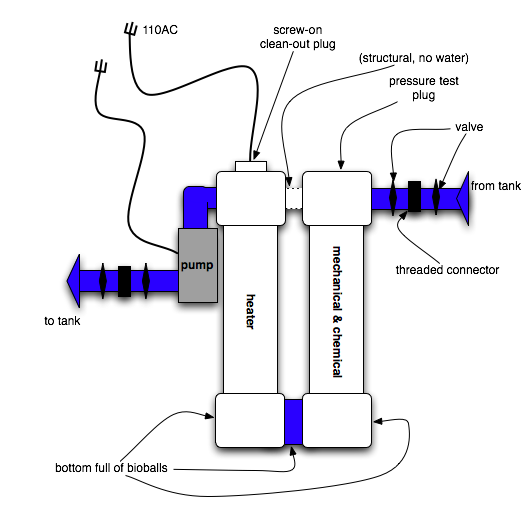 110AC
screw-on
clean-out plug
(structural, no water)
pressure test
plug
valve
from tank
threaded connector
pump
heater
mechanical & chemical
to tank
bottom full of bioballs